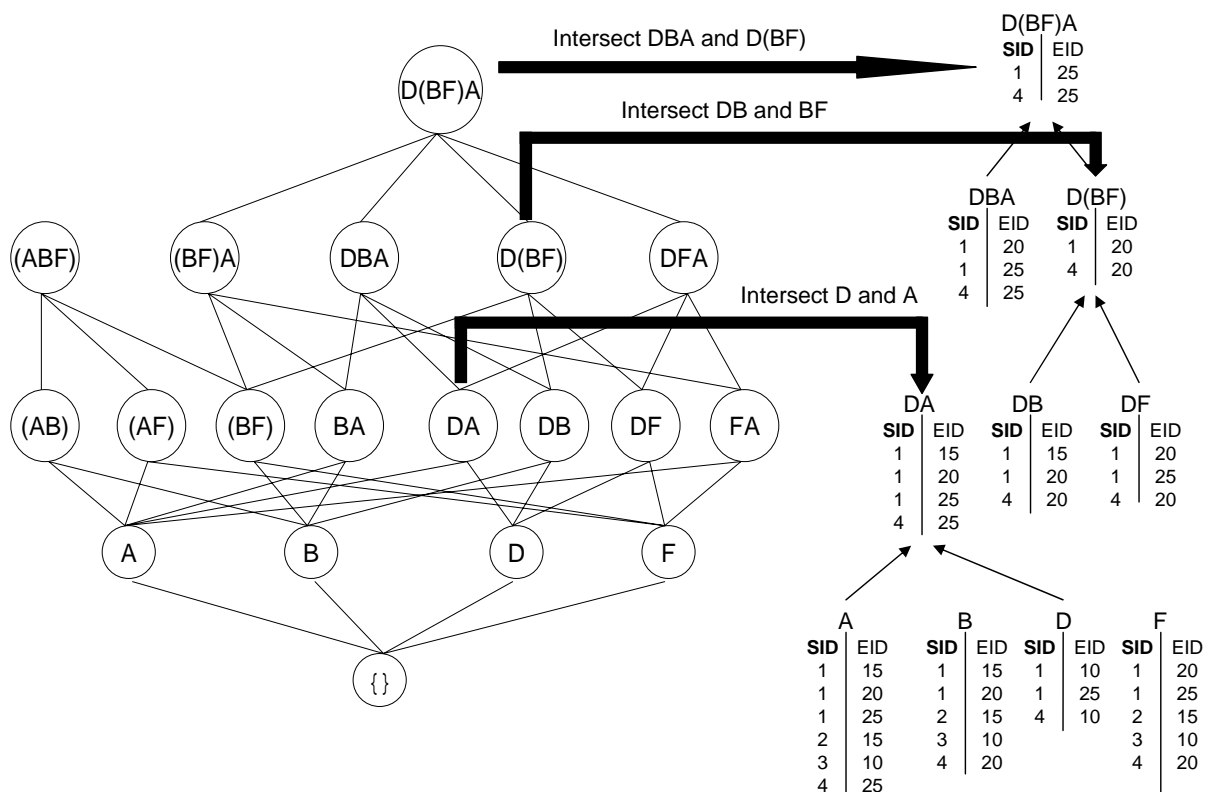 D(BF)A
Intersect DBA and D(BF)
D(BF)A
SID EID
1 25
4 25
Intersect DB and BF
(ABF) (BF)A DBA D(BF) DFA
DBA
SID EID
1 20
1 25
4 25
D(BF)
SID EID
1 20
4 20
Intersect D and A
(AB) (AF) (BF) BA DA DB DF FA
DA
SID EID
1 15
1 20
1 25
4 25
DB
SID EID
1 15
1 20
4 20
DF
SID EID
1 20
1 25
4 20
A B D F
{ }
A
SID EID
1 15
1 20
1 25
2 15
3 10
4 25
B
SID EID
1 15
1 20
2 15
3 10
4 20
D
SID EID
1 10
1 25
4 10
F
SID EID
1 20
1 25
2 15
3 10
4 20